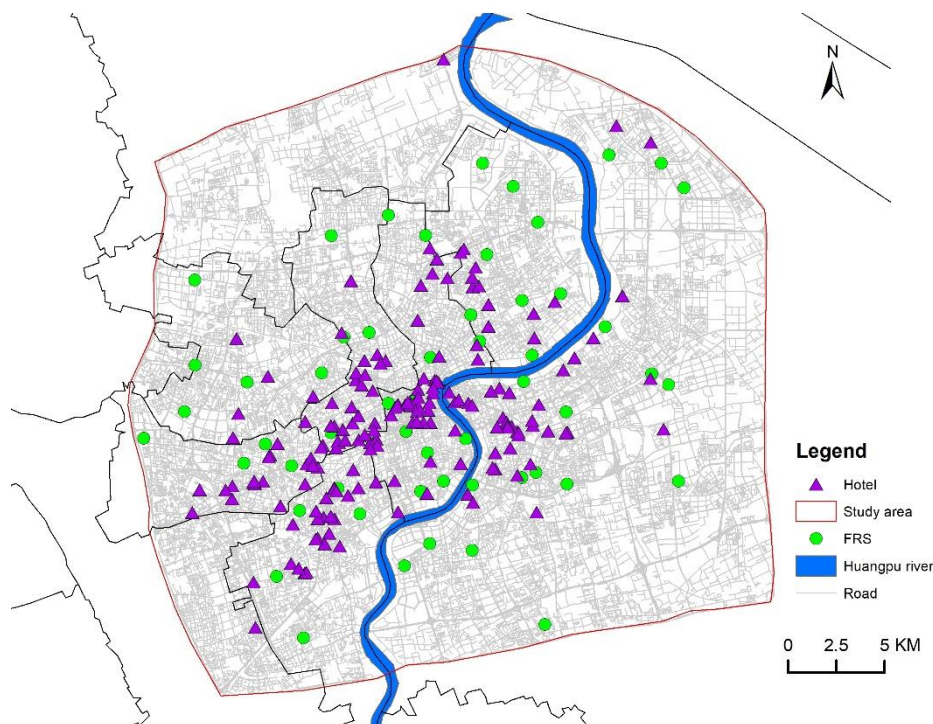 N
Legend
Hotel
Study area
FRS
Huangpu river
Road
0 2.5 5 KM